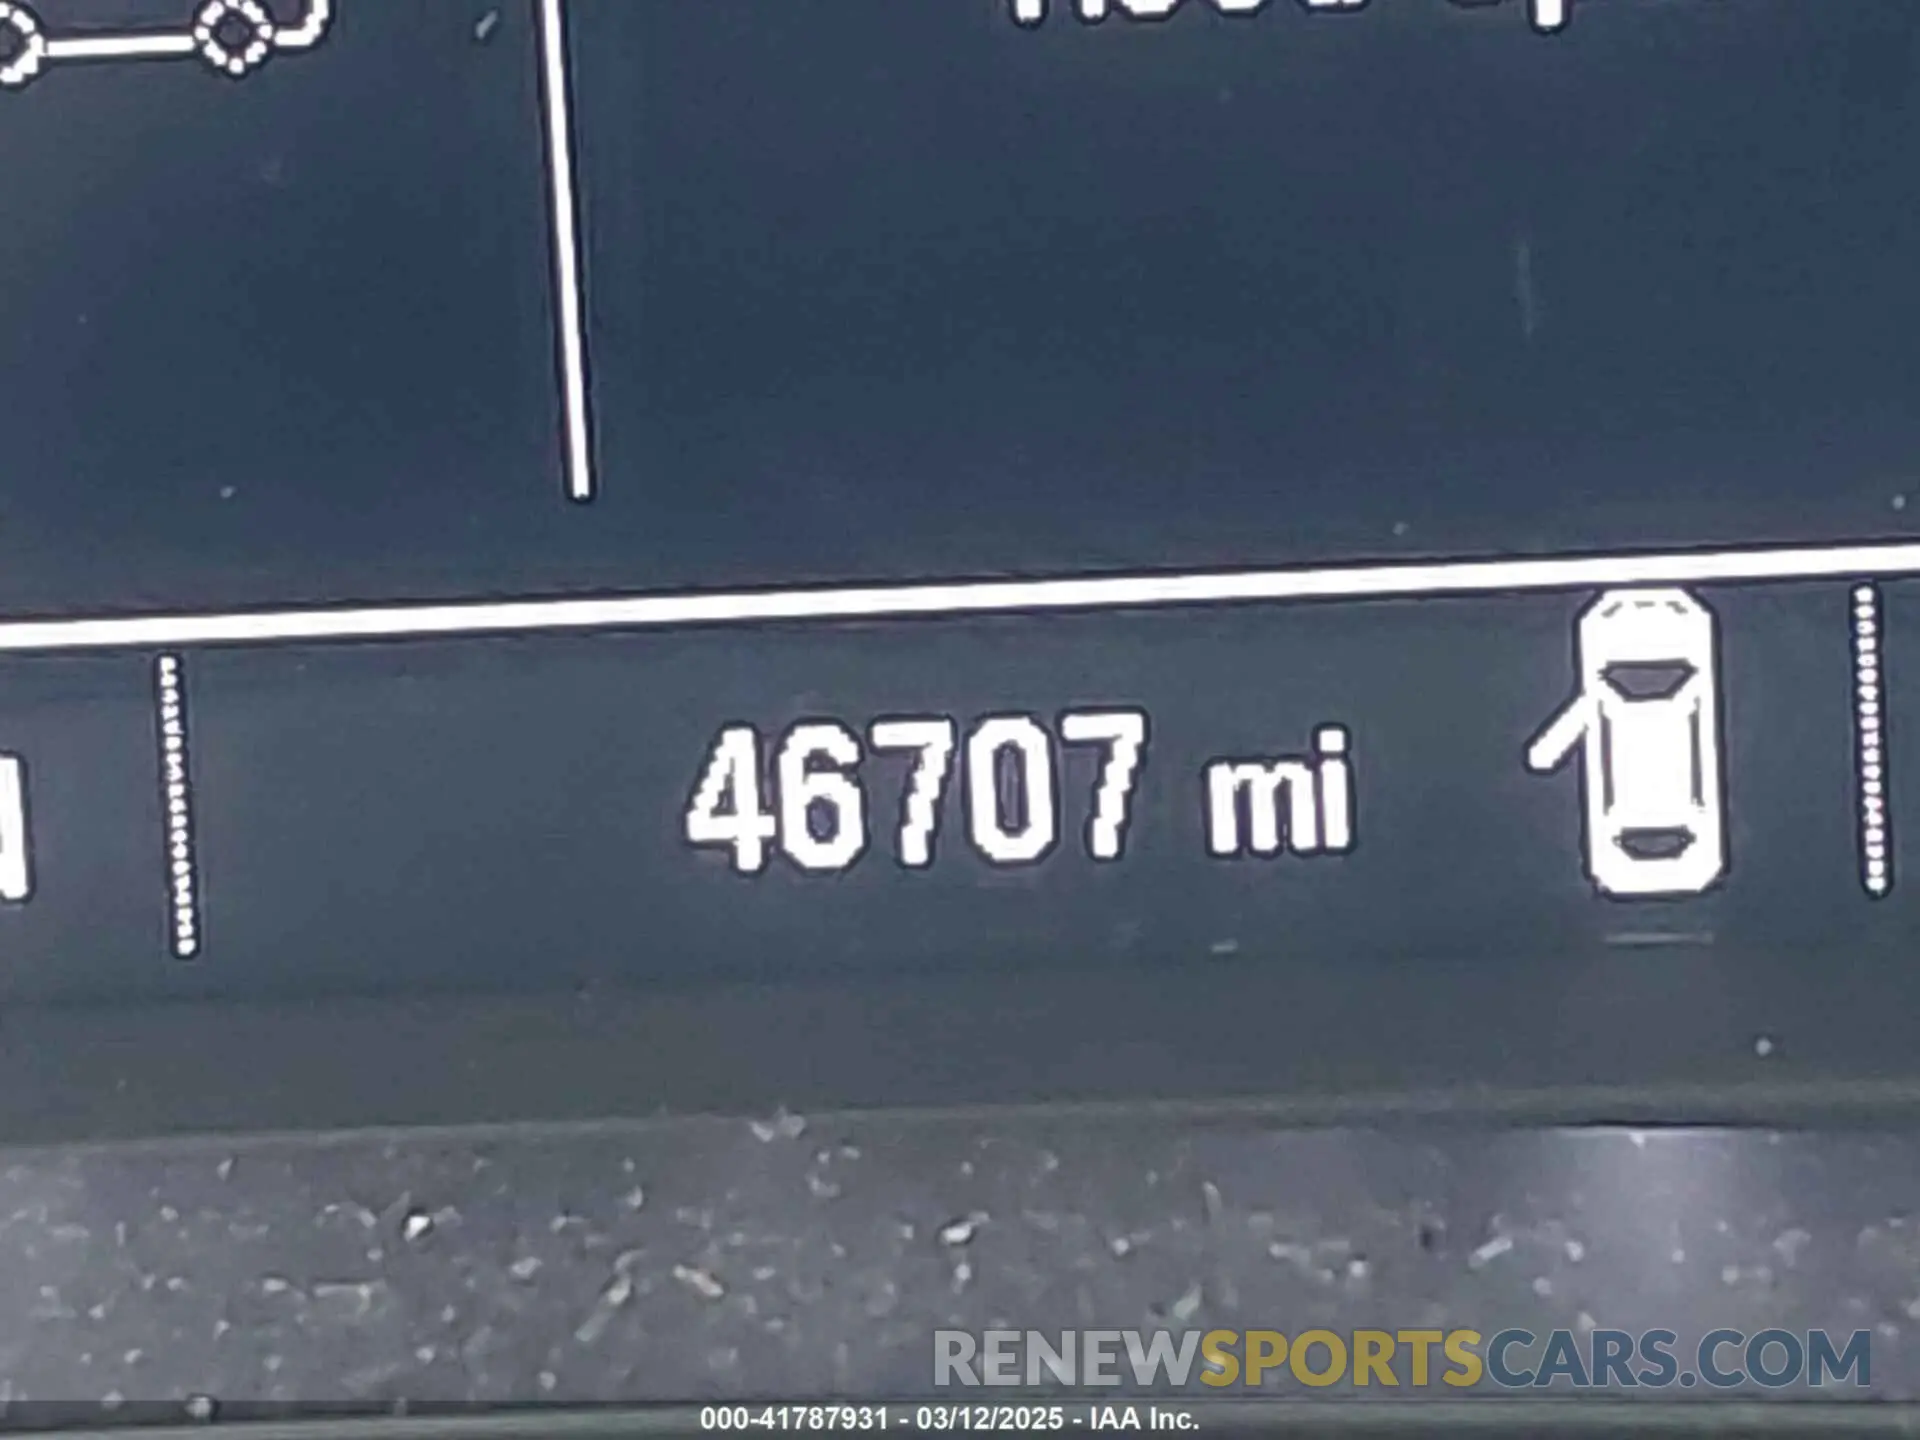 46707 mi
RENEWSPORTSCARS.COM
000-41787931 - 03/12/2025 - IAA Inc.